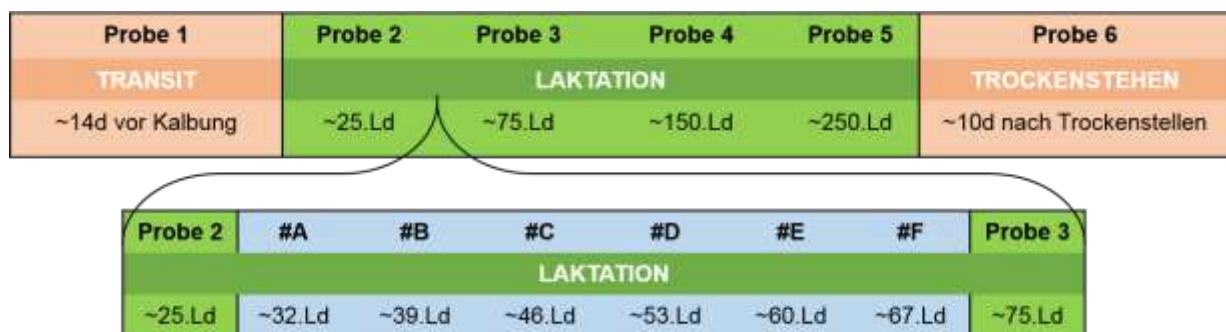 Probe 1 Probe 2 Probe 3 Probe 4 Probe 5 Probe 6
TRANSIT LAKTATION TROCKENSTEHEN
~14d vor Kalbung ~25.Ld ~75.Ld ~150.Ld ~250.Ld ~10d nach Trockenstellen
Probe 2 #A #B #C #D #E #F Probe 3
LAKTATION
~25.Ld ~32.Ld ~39.Ld ~46.Ld ~53.Ld ~60.Ld ~67.Ld ~75.Ld